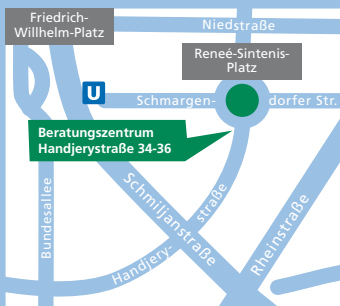 Friedrich-
Willhelm-Platz
Niedstraße
Reneé-Sintenis-
Platz
U
Schmargen-
dorfer Str.
Beratungszentrum
Handjerystraße 34-36
Bundesallee
Schmiljanstraße
Handjery-
straße
Rheinstraße